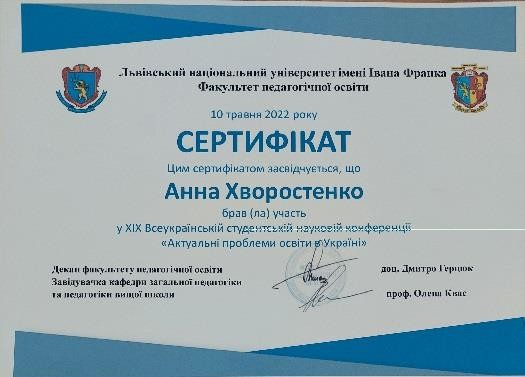 Львівський національний університет імені Івана Франка
Факультет педагогічної освіти
10 травня 2022 року
СЕРТИФІКАТ
Цим сертифікатом засвідчується, що
Анна Хворостенко
брав (ла) участь
у ХІХ Всеукраїнській студентській науковій конференції
«Актуальні проблеми освіти в Україні»
Декан факультету педагогічної освіти доц. Дмитро Герцюк
Завідувачка кафедри загальної педагогіки
та педагогіки вищої школи проф. Олена Квас